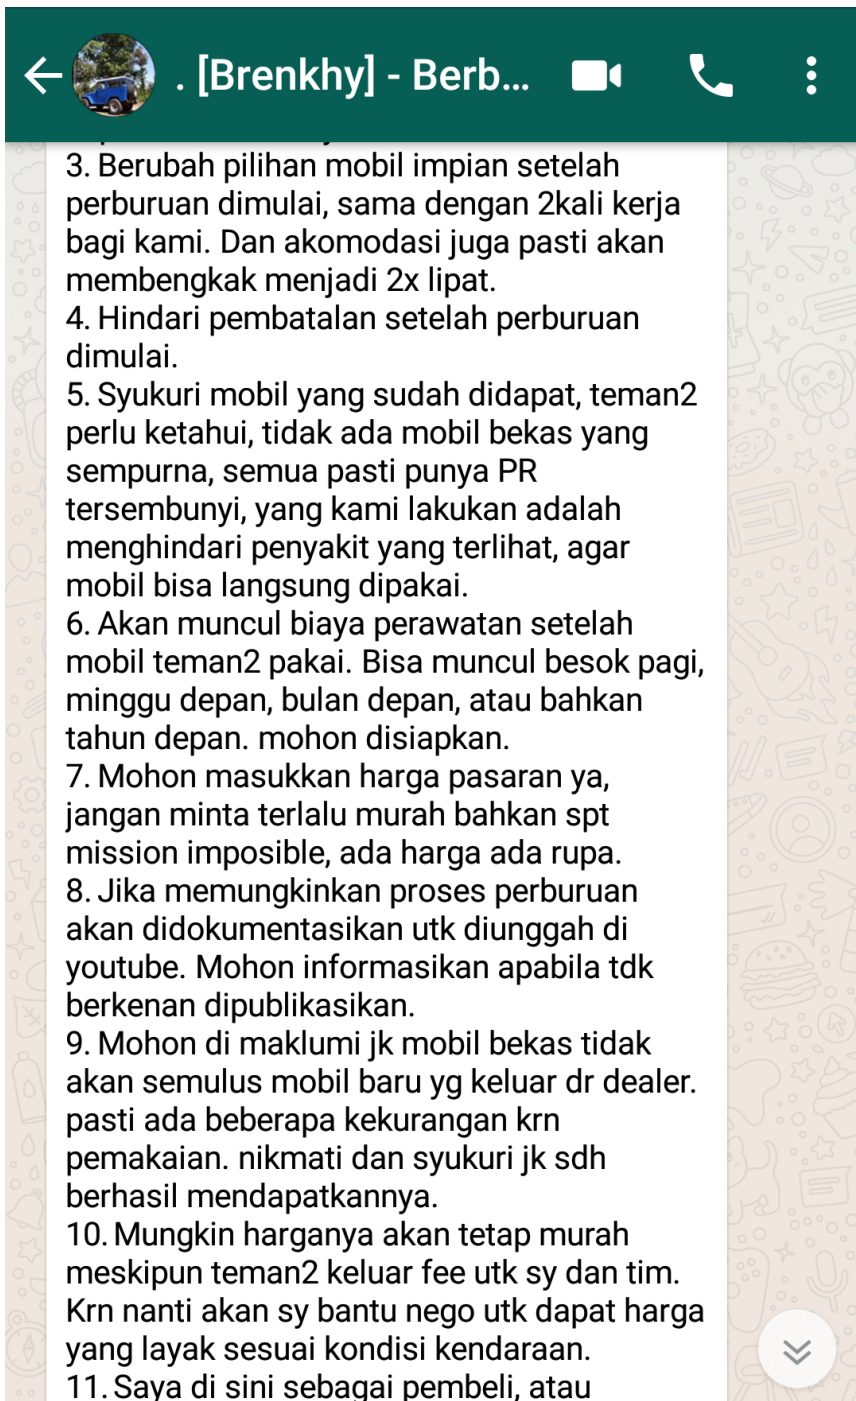 . [Brenkhy] - Berb...
3. Berubah pilihan mobil impian setelah
perburuan dimulai, sama dengan 2kali kerja
bagi kami. Dan akomodasi juga pasti akan
membengkak menjadi 2x lipat.
4. Hindari pembatalan setelah perburuan
dimulai.
5. Syukuri mobil yang sudah didapat, teman2
perlu ketahui, tidak ada mobil bekas yang
sempurna, semua pasti punya PR
tersembunyi, yang kami lakukan adalah
menghindari penyakit yang terlihat, agar
mobil bisa langsung dipakai.
6. Akan muncul biaya perawatan setelah
mobil teman2 pakai. Bisa muncul besok pagi,
minggu depan, bulan depan, atau bahkan
tahun depan. mohon disiapkan.
7. Mohon masukkan harga pasaran ya,
jangan minta terlalu murah bahkan spt
mission imposible, ada harga ada rupa.
8. Jika memungkinkan proses perburuan
akan didokumentasikan utk diunggah di
youtube. Mohon informasikan apabila tdk
berkenan dipublikasikan.
9. Mohon di maklumi jk mobil bekas tidak
akan semulus mobil baru yg keluar dr dealer.
pasti ada beberapa kekurangan krn
pemakaian. nikmati dan syukuri jk sdh
berhasil mendapatkannya.
10. Mungkin harganya akan tetap murah
meskipun teman2 keluar fee utk sy dan tim.
Krn nanti akan sy bantu nego utk dapat harga
yang layak sesuai kondisi kendaraan.
11. Saya di sini sebagai pembeli, atau